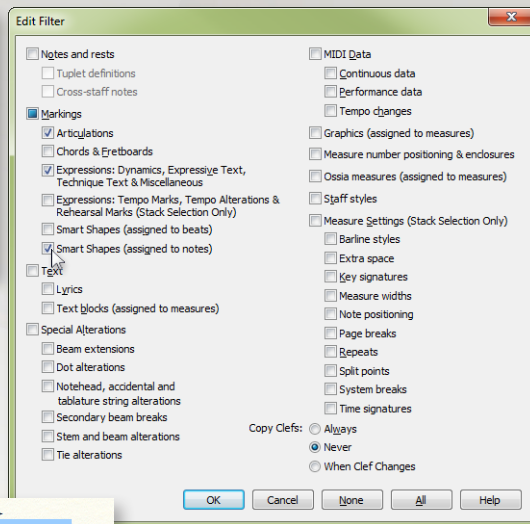 Edit Filter
Notes and rests
Tuplet definitions
Cross-staff notes
Markings
Articulations
Chords & Fretboards
Expressions: Dynamics, Expressive Text,
Technique Text & Miscellaneous
Expressions: Tempo Marks, Tempo Alterations &
Rehearsal Marks (Stack Selection Only)
Smart Shapes (assigned to beats)
Smart Shapes (assigned to notes)
Text
Lyrics
Text blocks (assigned to measures)
Special Alterations
Beam extensions
Dot alterations
Notehead, accidental and
tablature string alterations
Secondary beam breaks
Stem and beam alterations
Tie alterations
MIDI Data
Continuous data
Performance data
Tempo changes
Graphics (assigned to measures)
Measure number positioning & enclosures
Ossia measures (assigned to measures)
Staff styles
Measure Settings (Stack Selection Only)
Barline styles
Extra space
Key signatures
Measure widths
Note positioning
Page breaks
Repeats
Split points
System breaks
Time signatures
Copy Clefs:
Always
Never
When Clef Changes
OK
Cancel
None
All
Help